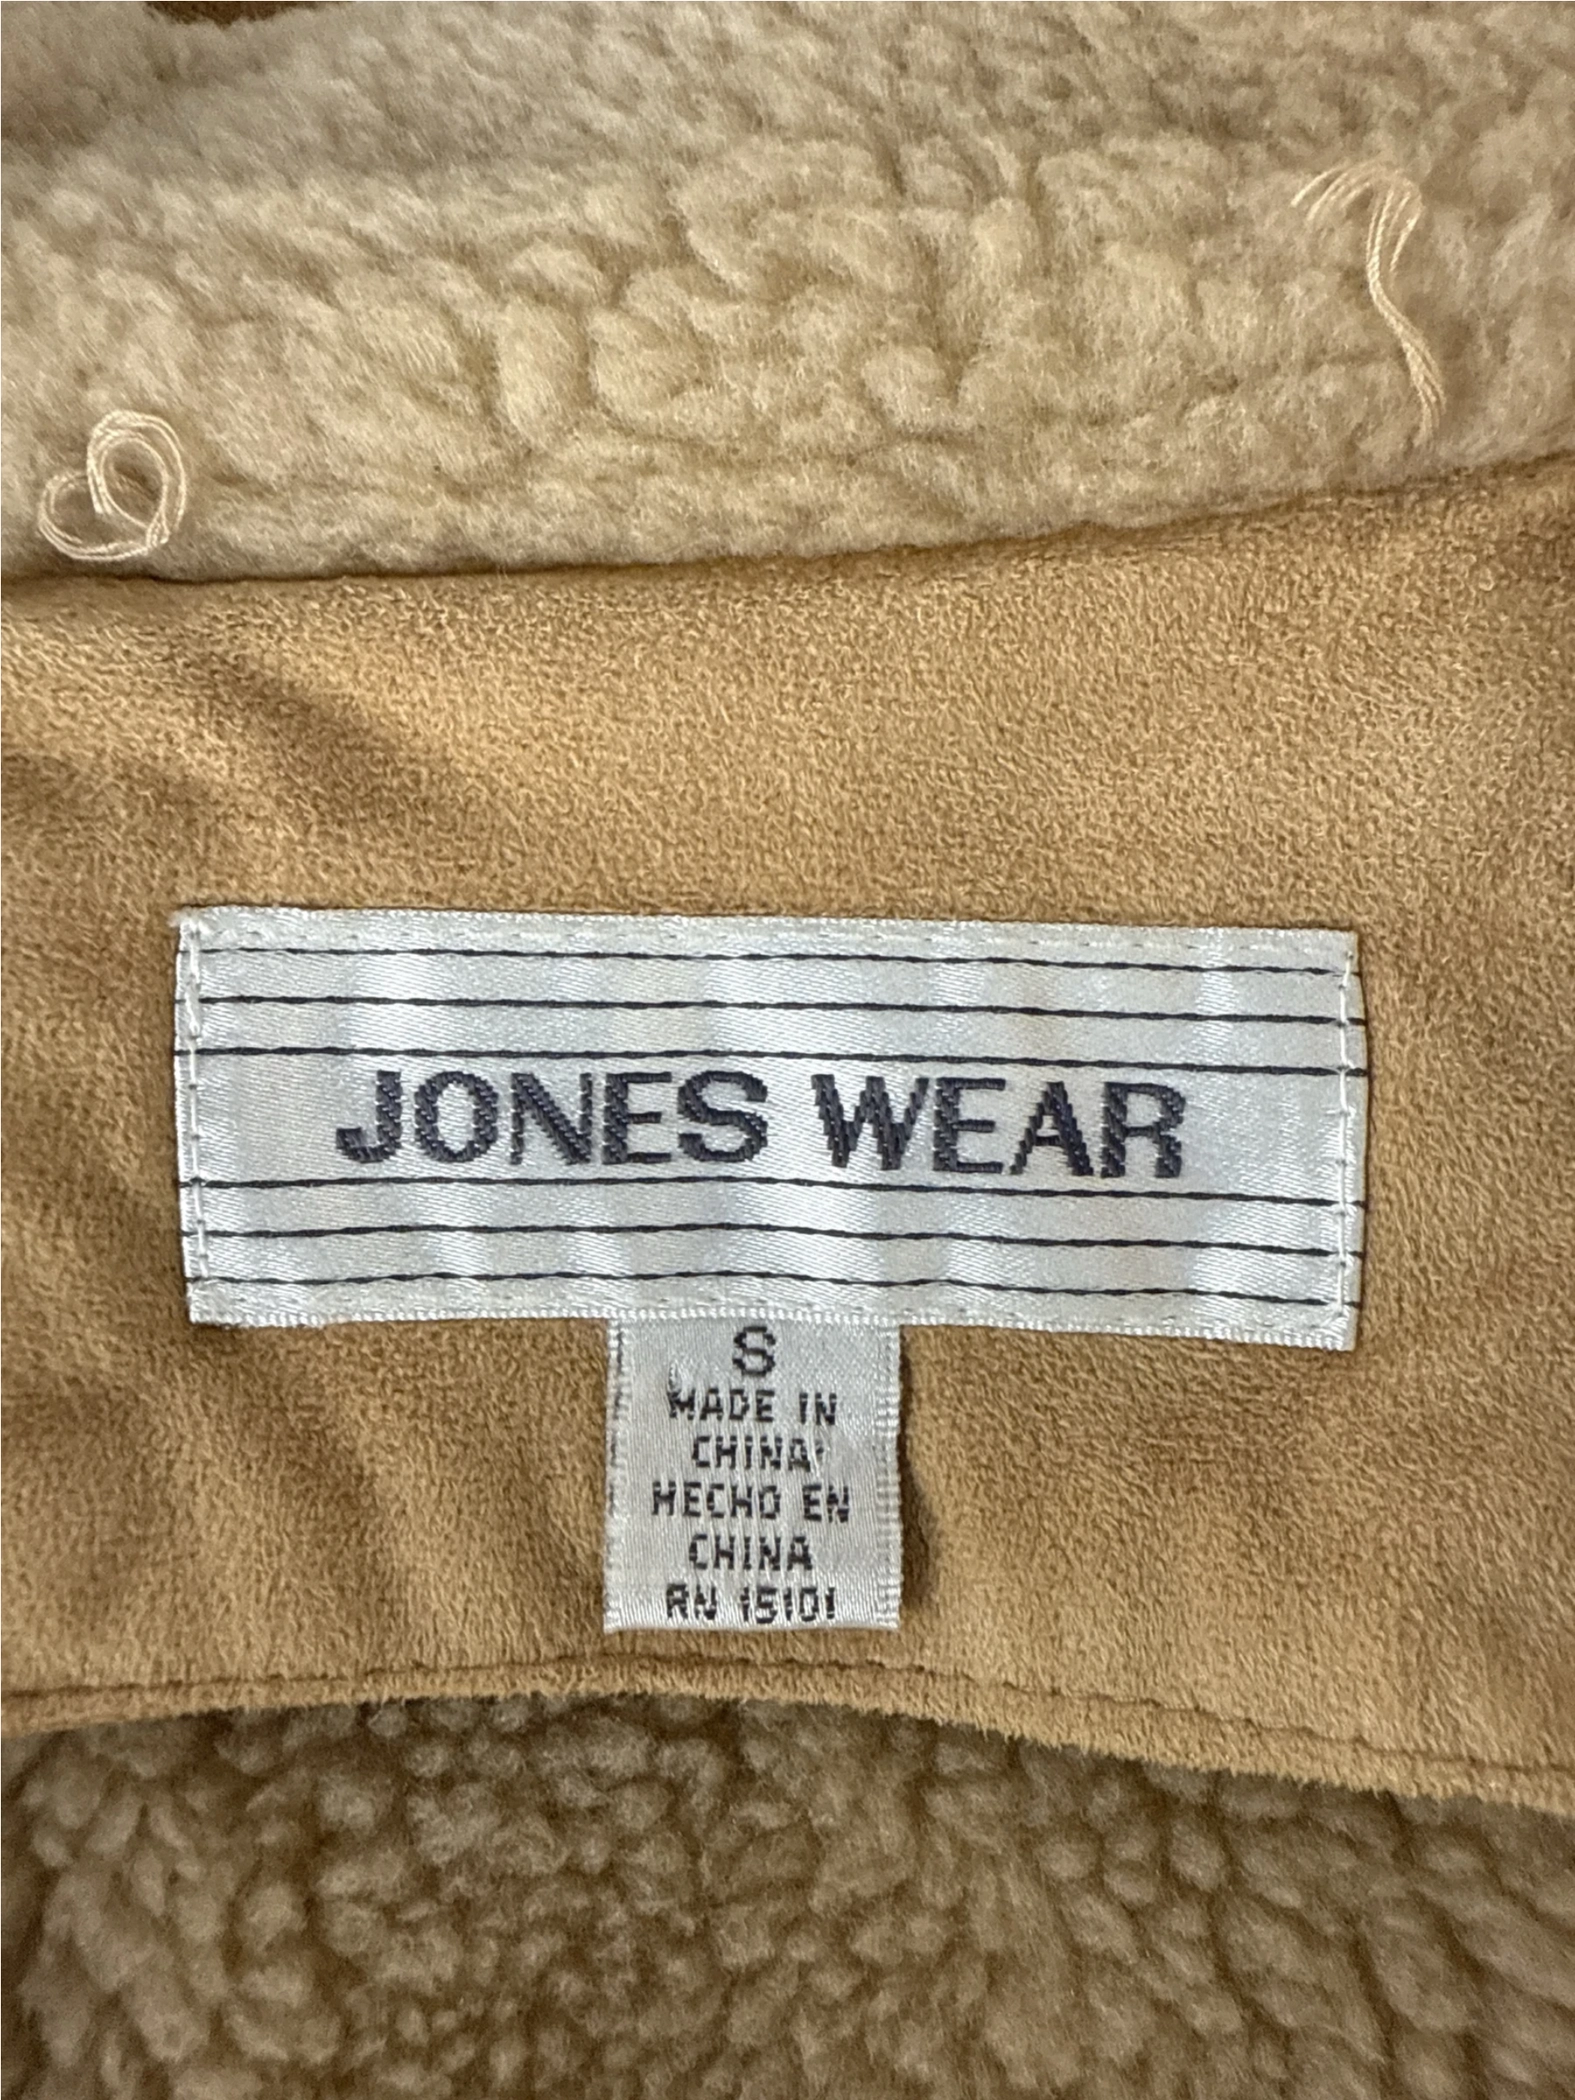 JONES WEAR
S
MADE IN
CHINA
HECHO EN
CHINA
RN 15101